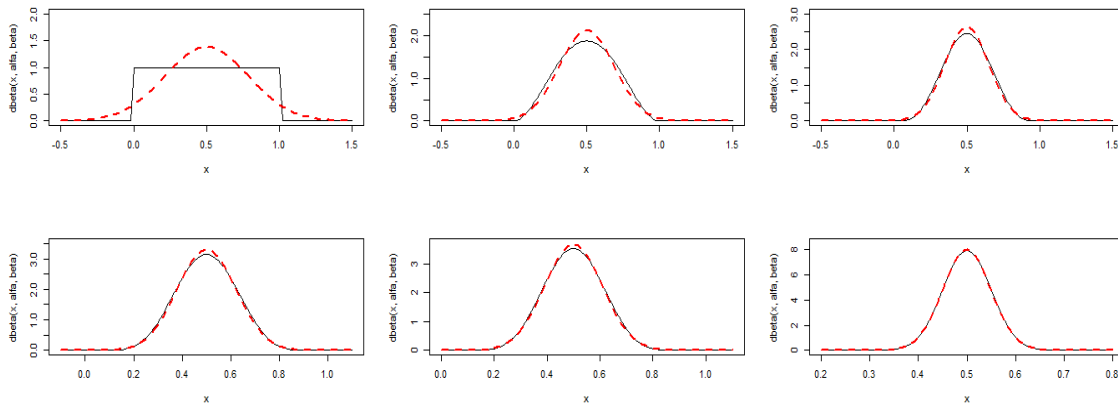 dbeta(x, alfa, beta)
0.0 0.5 1.0 1.5 2.0
-0.5 0.0 0.5 1.0 1.5
x
dbeta(x, alfa, beta)
0.0 1.0 2.0
-0.5 0.0 0.5 1.0 1.5
x
dbeta(x, alfa, beta)
0.0 1.0 2.0 3.0
-0.5 0.0 0.5 1.0 1.5
x
dbeta(x, alfa, beta)
0.0 1.0 2.0 3.0
0.0 0.2 0.4 0.6 0.8 1.0
x
dbeta(x, alfa, beta)
0 1 2 3
0.0 0.2 0.4 0.6 0.8 1.0
x
dbeta(x, alfa, beta)
0 2 4 6 8
0.2 0.3 0.4 0.5 0.6 0.7 0.8
x